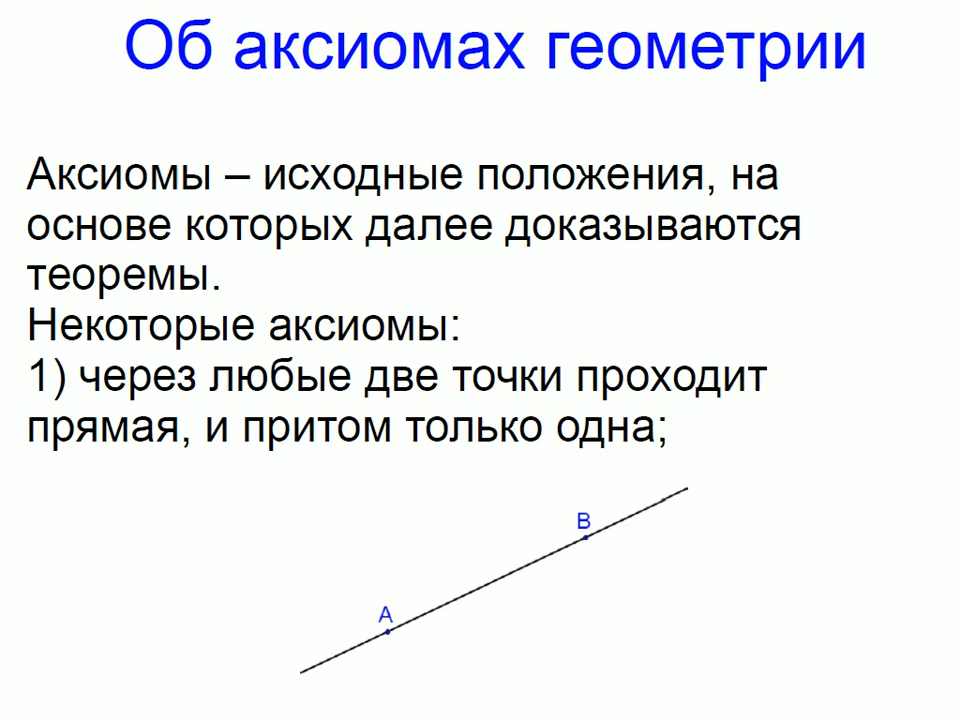 Об аксиомах геометрии
Аксиомы – исходные положения, на
основе которых далее доказываются
теоремы.
Некоторые аксиомы:
1) через любые две точки проходит
прямая, и притом только одна;
B
A